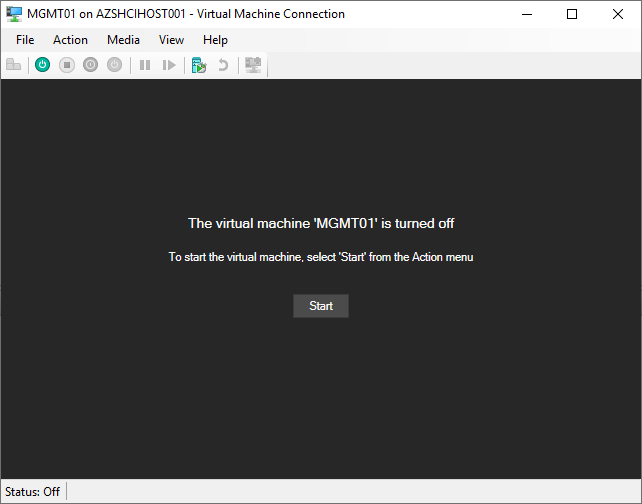 MGMT01 on AZSHCIHOST001 - Virtual Machine Connection
File Action Media View Help
The virtual machine 'MGMT01' is turned off
To start the virtual machine, select 'Start' from the Action menu
Start
Status: Off